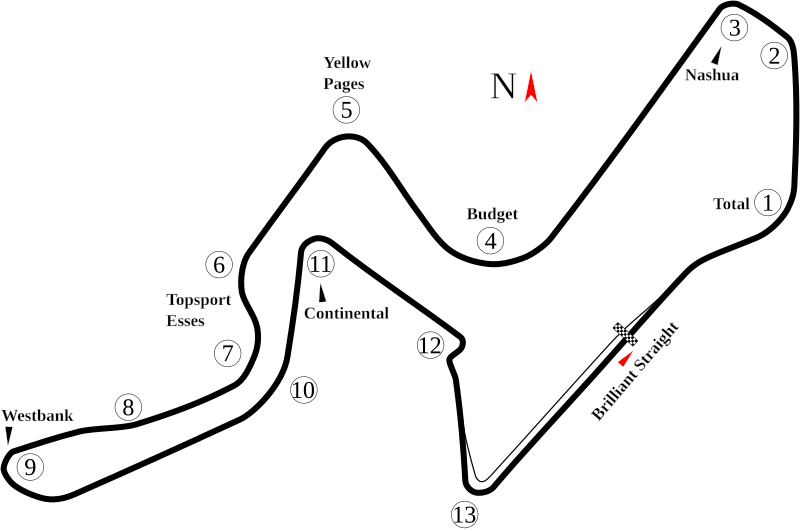 3
2
Nashua
Yellow
Pages
5
N
Total 1
Budget
4
6
11
Topsport
Esses
Continental
12
7
Brilliant Straight
10
8
Westbank
9
13